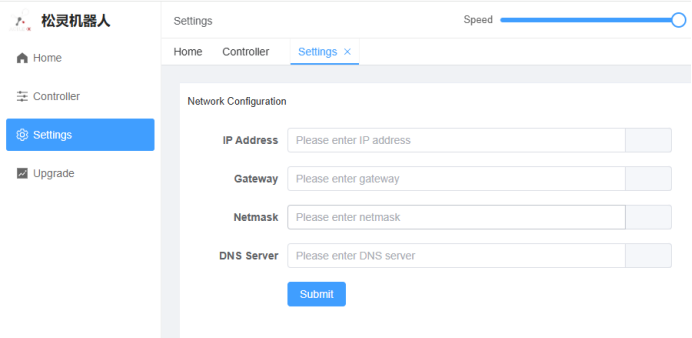 松灵机器人
Settings
Speed
Home
Controller
Settings ×
Home
Controller
Settings
Upgrade
Network Configuration
IP Address
Please enter IP address
Gateway
Please enter gateway
Netmask
Please enter netmask
DNS Server
Please enter DNS server
Submit